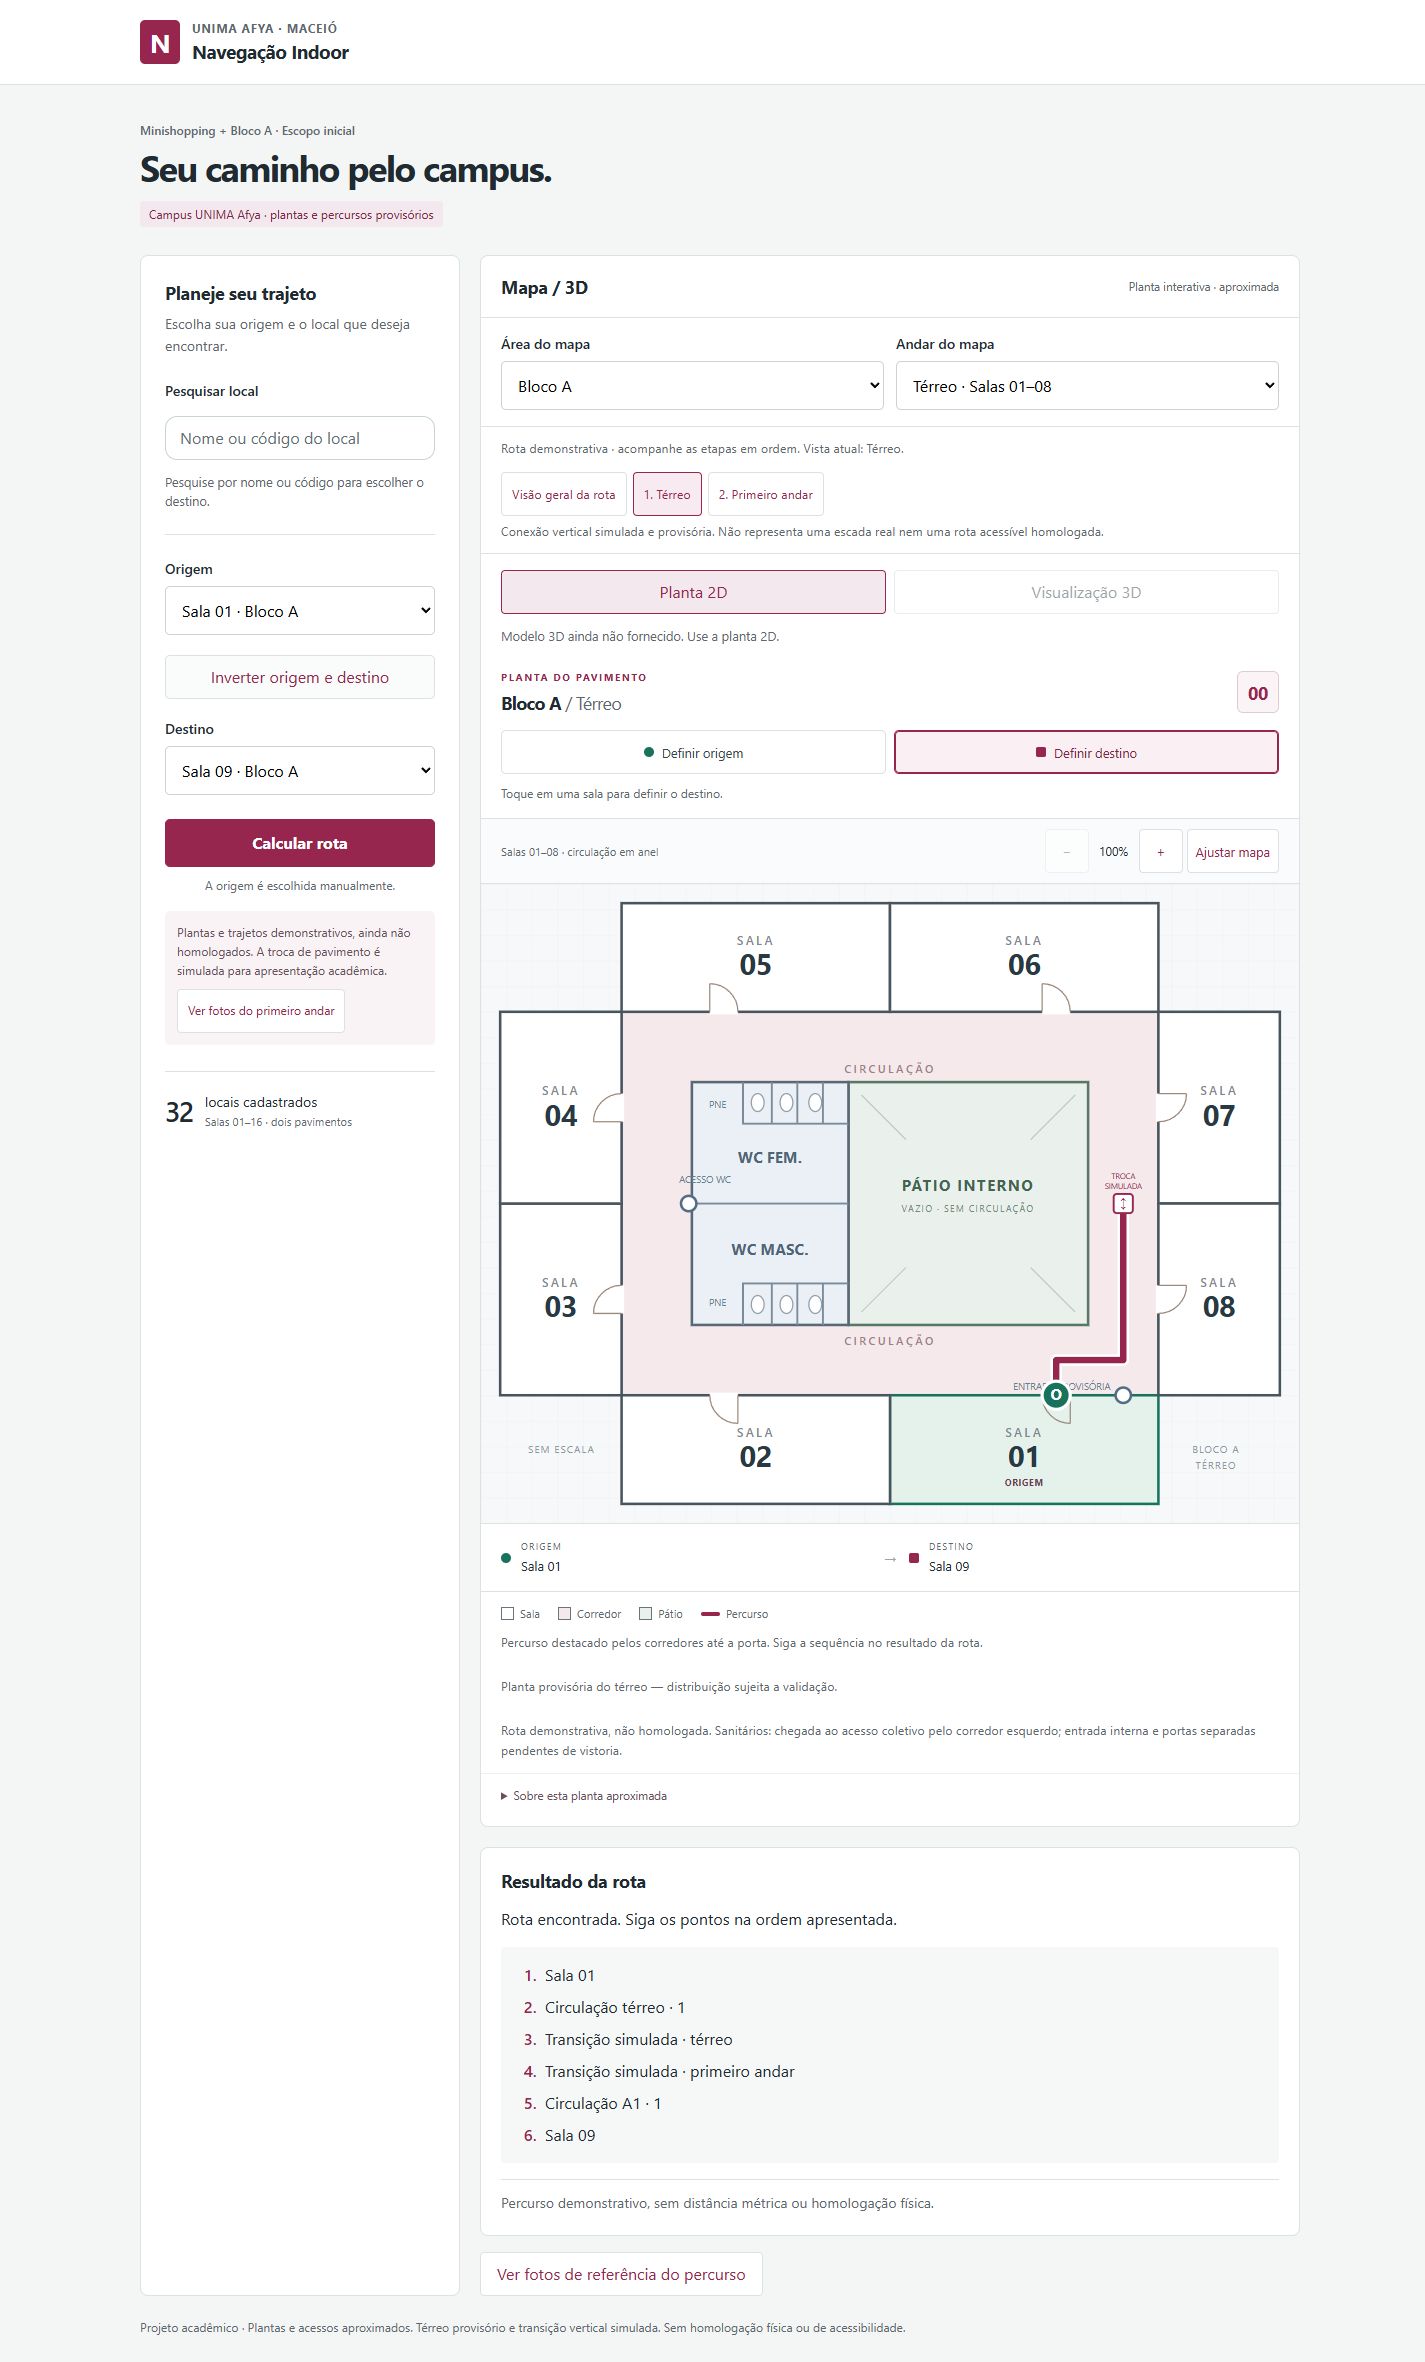 N
UNIMA AFYA · MACEIÓ
Navegação Indoor
Minishopping + Bloco A · Escopo inicial
Seu caminho pelo campus.
Campus UNIMA Afya · plantas e percursos provisórios
Planeje seu trajeto
Escolha sua origem e o local que deseja
encontrar.
Pesquisar local
Nome ou código do local
Pesquise por nome ou código para escolher o
destino.
Origem
Sala 01 · Bloco A
Inverter origem e destino
Destino
Sala 09 · Bloco A
Calcular rota
A origem é escolhida manualmente.
Plantas e trajetos demonstrativos, ainda não
homologados. A troca de pavimento é
simulada para apresentação acadêmica.
Ver fotos do primeiro andar
32
locais cadastrados
Salas 01–16 · dois pavimentos
Mapa / 3D
Planta interativa · aproximada
Área do mapa
Andar do mapa
Bloco A
Térreo · Salas 01–08
Rota demonstrativa · acompanhe as etapas em ordem. Vista atual: Térreo.
Visão geral da rota
1. Térreo
2. Primeiro andar
Conexão vertical simulada e provisória. Não representa uma escada real nem uma rota acessível homologada.
Planta 2D
Visualização 3D
Modelo 3D ainda não fornecido. Use a planta 2D.
PLANTA DO PAVIMENTO
Bloco A / Térreo
00
Definir origem
Definir destino
Toque em uma sala para definir o destino.
Salas 01–08 · circulação em anel
−
100%
+
Ajustar mapa
SALA
05
SALA
06
CIRCULAÇÃO
SALA
04
PNE
WC FEM.
ACESSO WC
PÁTIO INTERNO
VAZIO · SEM CIRCULAÇÃO
TROCA
SIMULADA
SALA
07
WC MASC.
SALA
03
PNE
SALA
08
CIRCULAÇÃO
O
SALA
02
SALA
01
ORIGEM
SEM ESCALA
BLOCO A
TÉRREO
ORIGEM
Sala 01
→
DESTINO
Sala 09
Sala
Corredor
Pátio
Percurso
Percurso destacado pelos corredores até a porta. Siga a sequência no resultado da rota.
Planta provisória do térreo — distribuição sujeita a validação.
Rota demonstrativa, não homologada. Sanitários: chegada ao acesso coletivo pelo corredor esquerdo; entrada interna e portas separadas
pendentes de vistoria.
Sobre esta planta aproximada
Resultado da rota
Rota encontrada. Siga os pontos na ordem apresentada.
1. Sala 01
2. Circulação térreo · 1
3. Transição simulada · térreo
4. Transição simulada · primeiro andar
5. Circulação A1 · 1
6. Sala 09
Percurso demonstrativo, sem distância métrica ou homologação física.
Ver fotos de referência do percurso
Projeto acadêmico · Plantas e acessos aproximados. Térreo provisório e transição vertical simulada. Sem homologação física ou de acessibilidade.